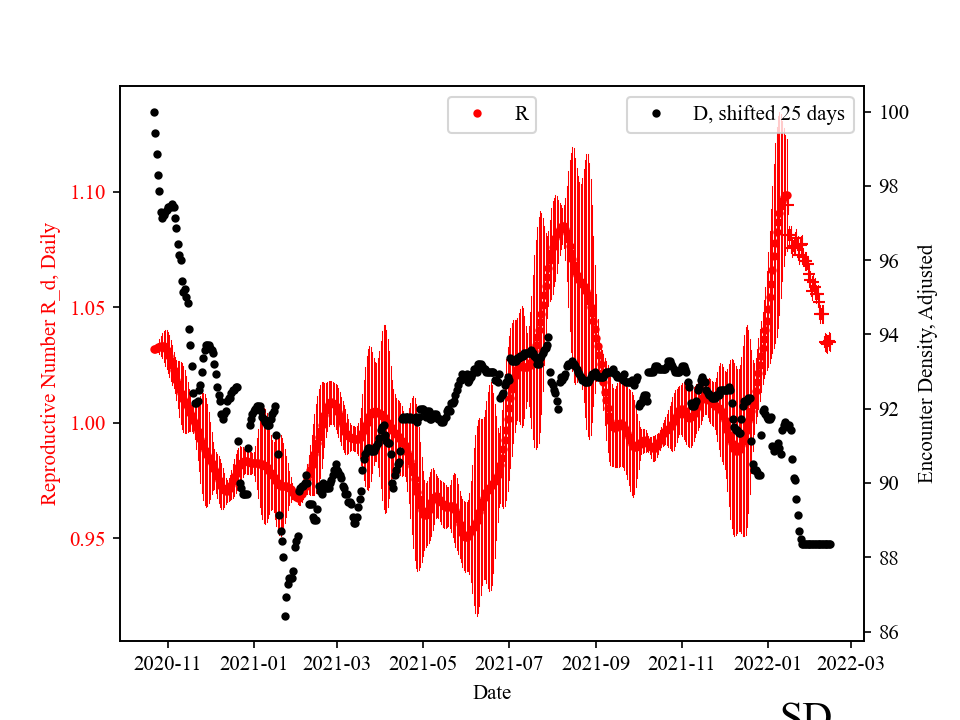 R
D, shifted 25 days
Reproductive Number R_d, Daily
1.10
1.05
1.00
0.95
100
98
96
94
92
90
88
86
Encounter Density, Adjusted
2020-11 2021-01 2021-03 2021-05 2021-07 2021-09 2021-11 2022-01 2022-03
Date
SD